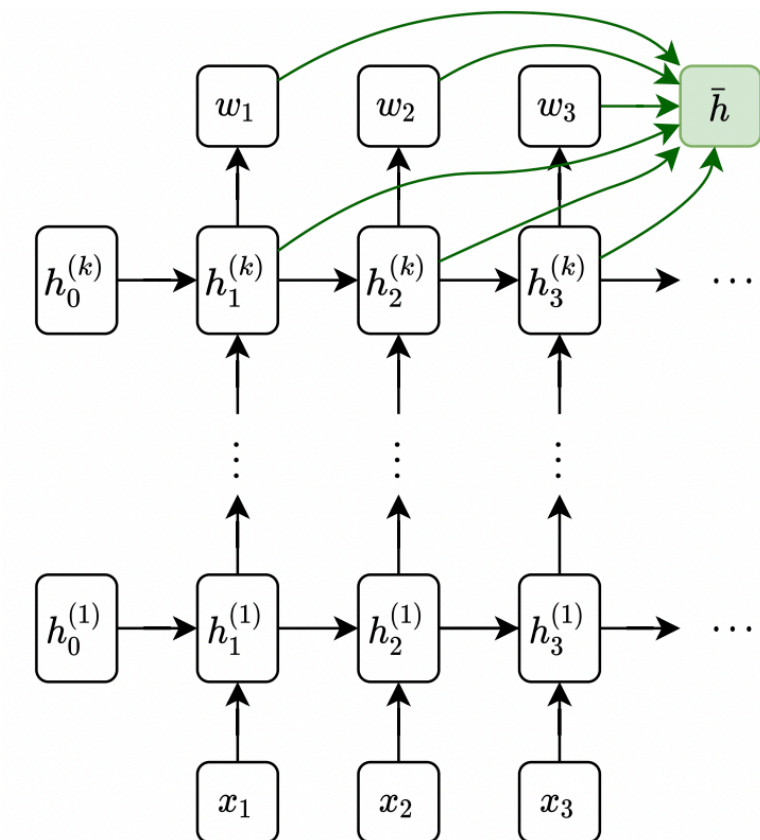 w₁ w₂ w₃ h̄
h₀⁽ᵏ⁾ h₁⁽ᵏ⁾ h₂⁽ᵏ⁾ h₃⁽ᵏ⁾ ⋯
⋮ ⋮ ⋮
h₀⁽¹⁾ h₁⁽¹⁾ h₂⁽¹⁾ h₃⁽¹⁾ ⋯
x₁ x₂ x₃